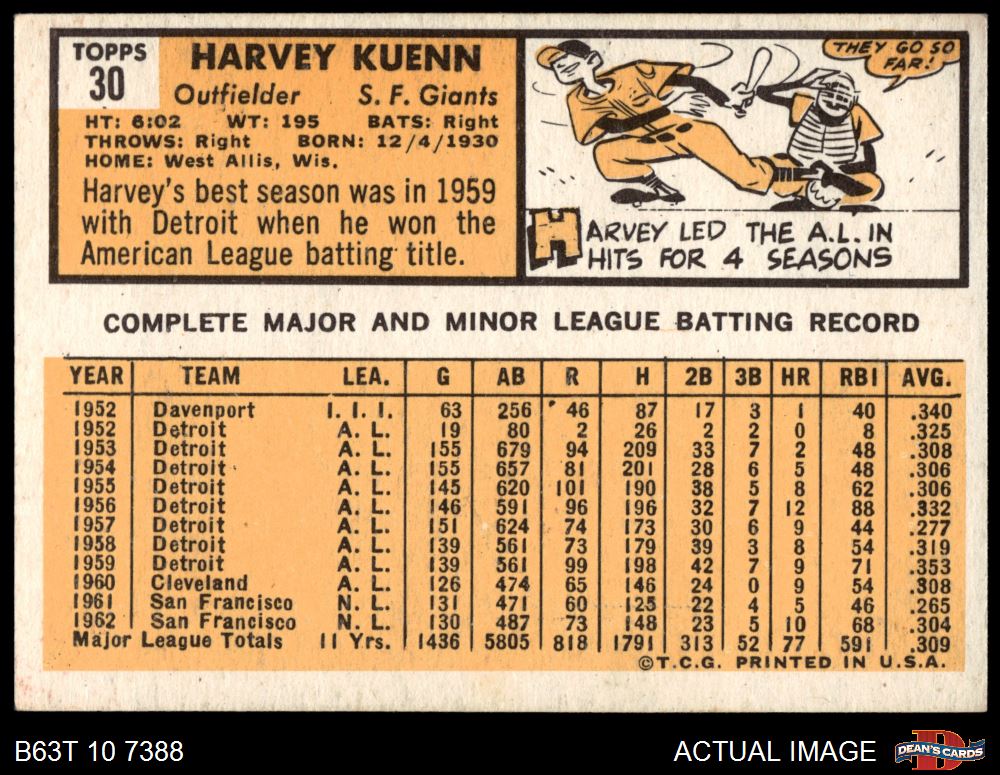 TOPPS
30
HARVEY KUENN
Outfielder S. F. Giants
HT: 6:02 WT: 195 BATS: Right
THROWS: Right BORN: 12/4/1930
HOME: West Allis, Wis.
Harvey's best season was in 1959
with Detroit when he won the
American League batting title.
THEY GO SO
FAR!
HARVEY LED THE A.L. IN
HITS FOR 4 SEASONS
COMPLETE MAJOR AND MINOR LEAGUE BATTING RECORD
YEAR TEAM LEA. G AB R H 2B 3B HR RBI AVG.
1952 Davenport I. I. I. 63 256 46 87 17 3 1 40 .340
1952 Detroit A. L. 19 80 2 26 2 2 0 8 .325
1953 Detroit A. L. 155 679 94 209 33 7 2 48 .308
1954 Detroit A. L. 155 657 81 201 28 6 5 48 .306
1955 Detroit A. L. 145 620 101 190 38 5 8 62 .306
1956 Detroit A. L. 146 591 96 196 32 7 12 88 .332
1957 Detroit A. L. 151 624 74 173 30 6 9 44 .277
1958 Detroit A. L. 139 561 73 179 39 3 8 54 .319
1959 Detroit A. L. 139 561 99 198 42 7 9 71 .353
1960 Cleveland A. L. 126 474 65 146 24 0 9 54 .308
1961 San Francisco N. L. 131 471 60 125 22 4 5 46 .265
1962 San Francisco N. L. 130 487 73 148 23 5 10 68 .304
Major League Totals 11 Yrs. 1436 5805 818 1791 313 52 77 591 .309
©T.C.G. PRINTED IN U.S.A.
B63T 10 7388 ACTUAL IMAGE
D
DEAN'S CARDS